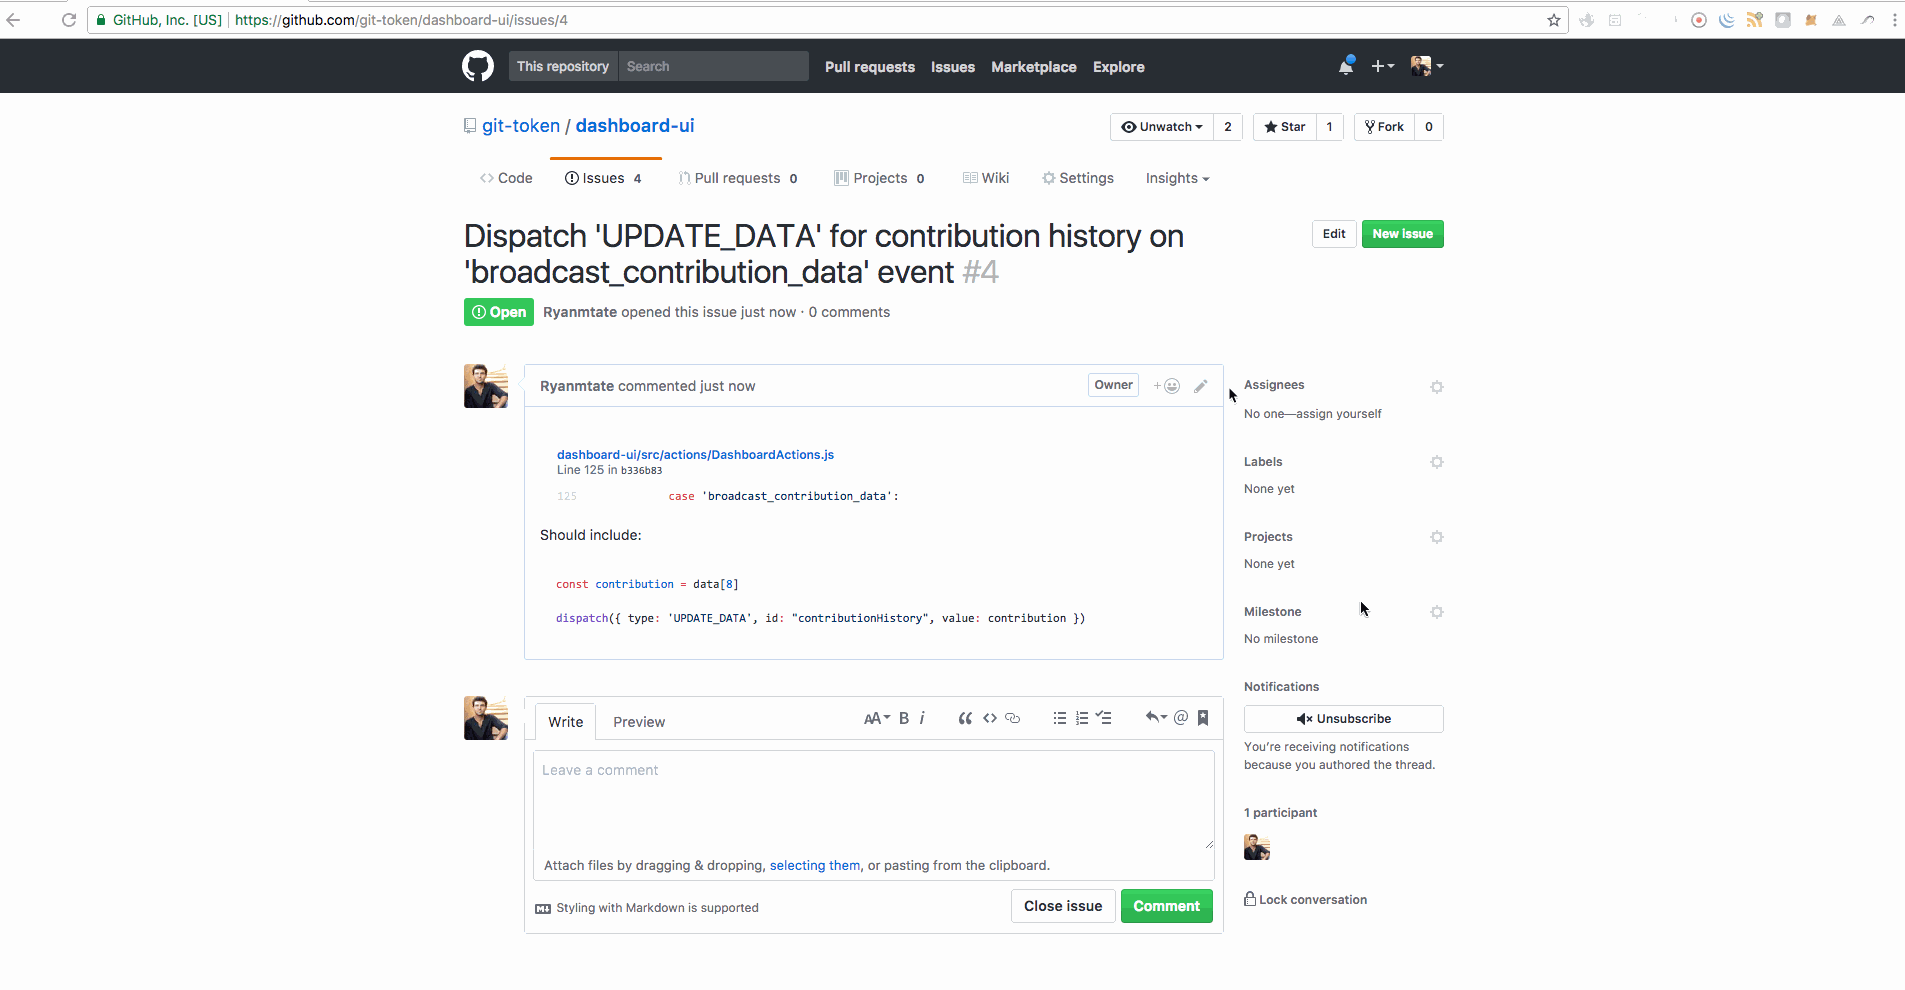 GitHub, Inc. [US] https://github.com/git-token/dashboard-ui/issues/4
This repository Search Pull requests Issues Marketplace Explore
git-token / dashboard-ui
Unwatch 2 Star 1 Fork 0
Code Issues 4 Pull requests 0 Projects 0 Wiki Settings Insights
Dispatch 'UPDATE_DATA' for contribution history on
'broadcast_contribution_data' event #4
Edit New issue
Open Ryanmtate opened this issue just now · 0 comments
Ryanmtate commented just now Owner
dashboard-ui/src/actions/DashboardActions.js
Line 125 in b336b83
125 case 'broadcast_contribution_data':
Should include:
const contribution = data[8]
dispatch({ type: 'UPDATE_DATA', id: "contributionHistory", value: contribution })
Assignees
No one—assign yourself
Labels
None yet
Projects
None yet
Milestone
No milestone
Notifications
Unsubscribe
You're receiving notifications
because you authored the thread.
1 participant
Lock conversation
Write Preview AA B i
Leave a comment
Attach files by dragging & dropping, selecting them, or pasting from the clipboard.
Styling with Markdown is supported
Close issue Comment